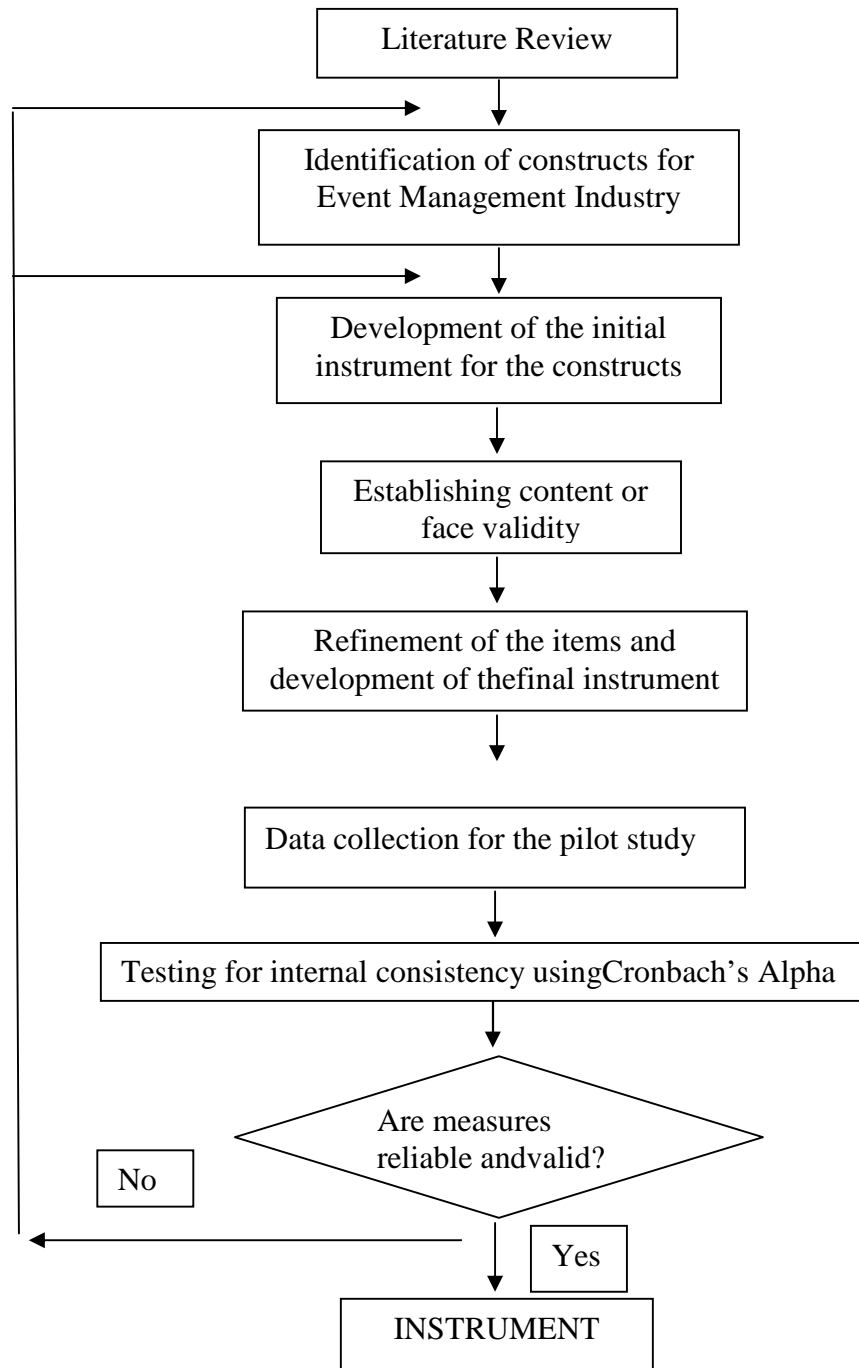 Literature Review
Identification of constructs for
Event Management Industry
Development of the initial
instrument for the constructs
Establishing content or
face validity
Refinement of the items and
development of thefinal instrument
Data collection for the pilot study
Testing for internal consistency usingCronbach’s Alpha
Are measures
reliable andvalid?
No
Yes
INSTRUMENT